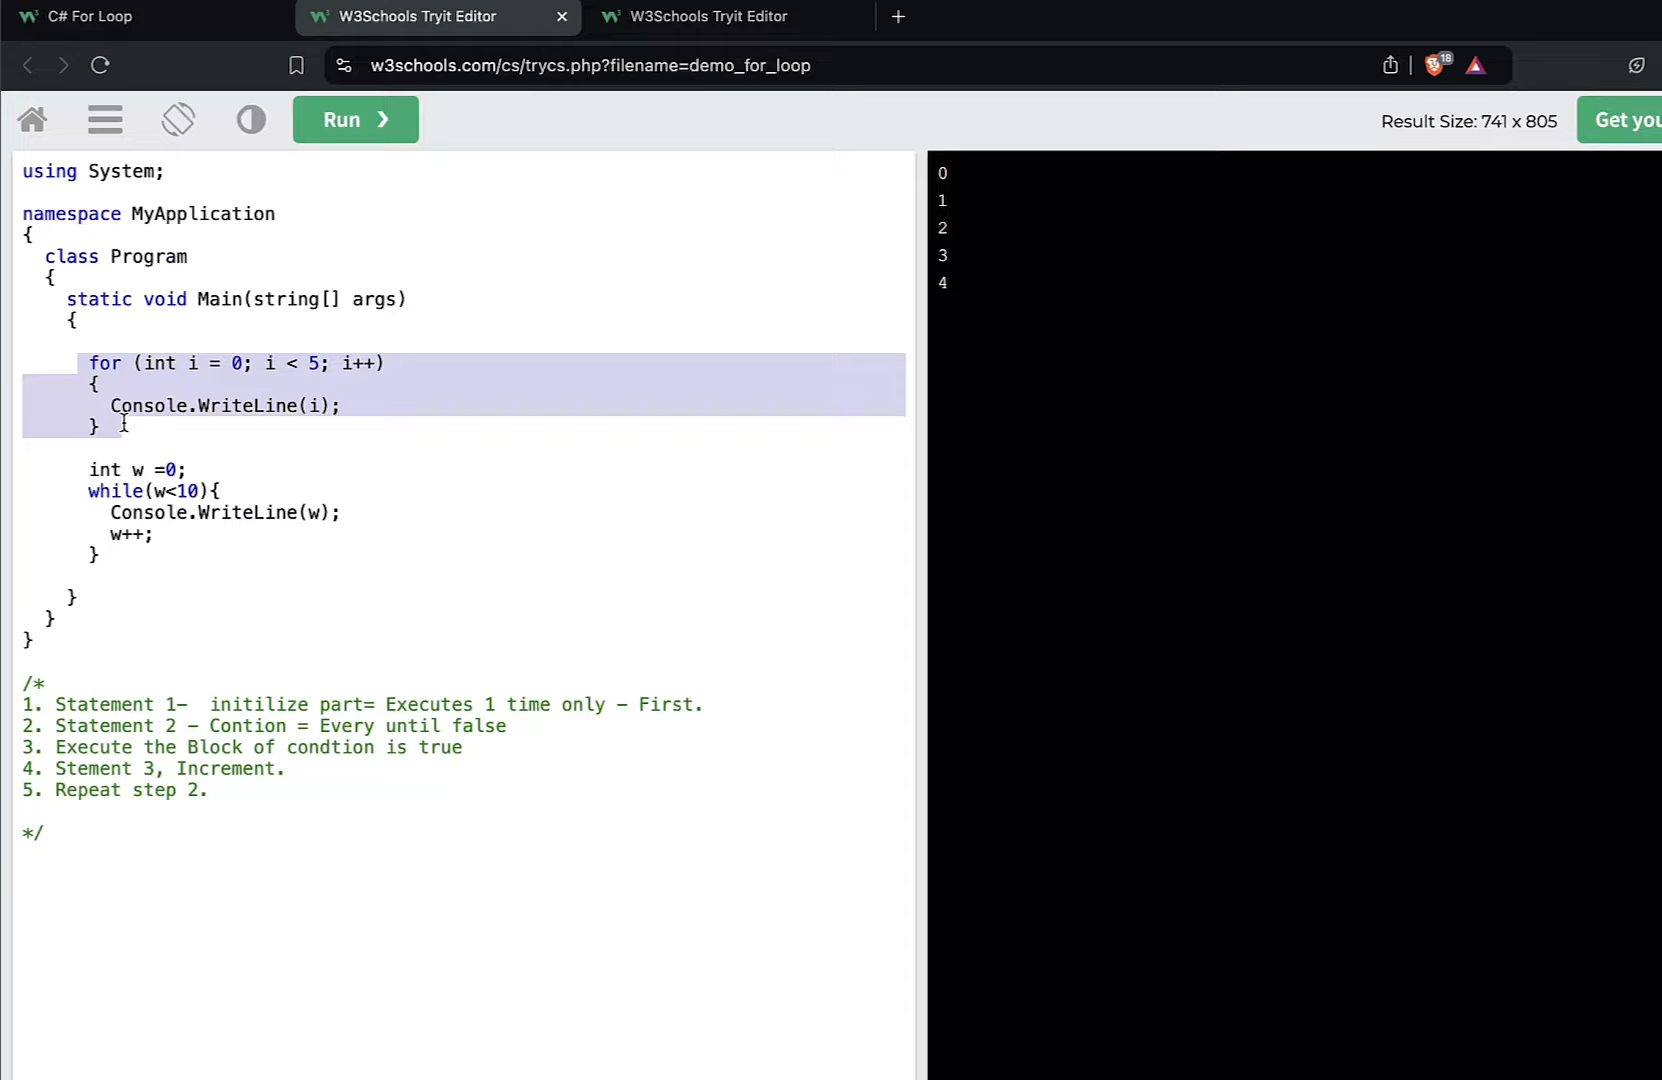 C# For Loop
W3Schools Tryit Editor
W3Schools Tryit Editor
w3schools.com/cs/trycs.php?filename=demo_for_loop
18
Run ❯
Result Size: 741 x 805
Get you
using System;
namespace MyApplication
{
class Program
{
static void Main(string[] args)
{
for (int i = 0; i < 5; i++)
{
Console.WriteLine(i);
}
int w =0;
while(w<10){
Console.WriteLine(w);
w++;
}
}
}
}
/*
1. Statement 1-  initilize part= Executes 1 time only - First.
2. Statement 2 - Contion = Every until false
3. Execute the Block of condtion is true
4. Stement 3, Increment.
5. Repeat step 2.
*/
0
1
2
3
4